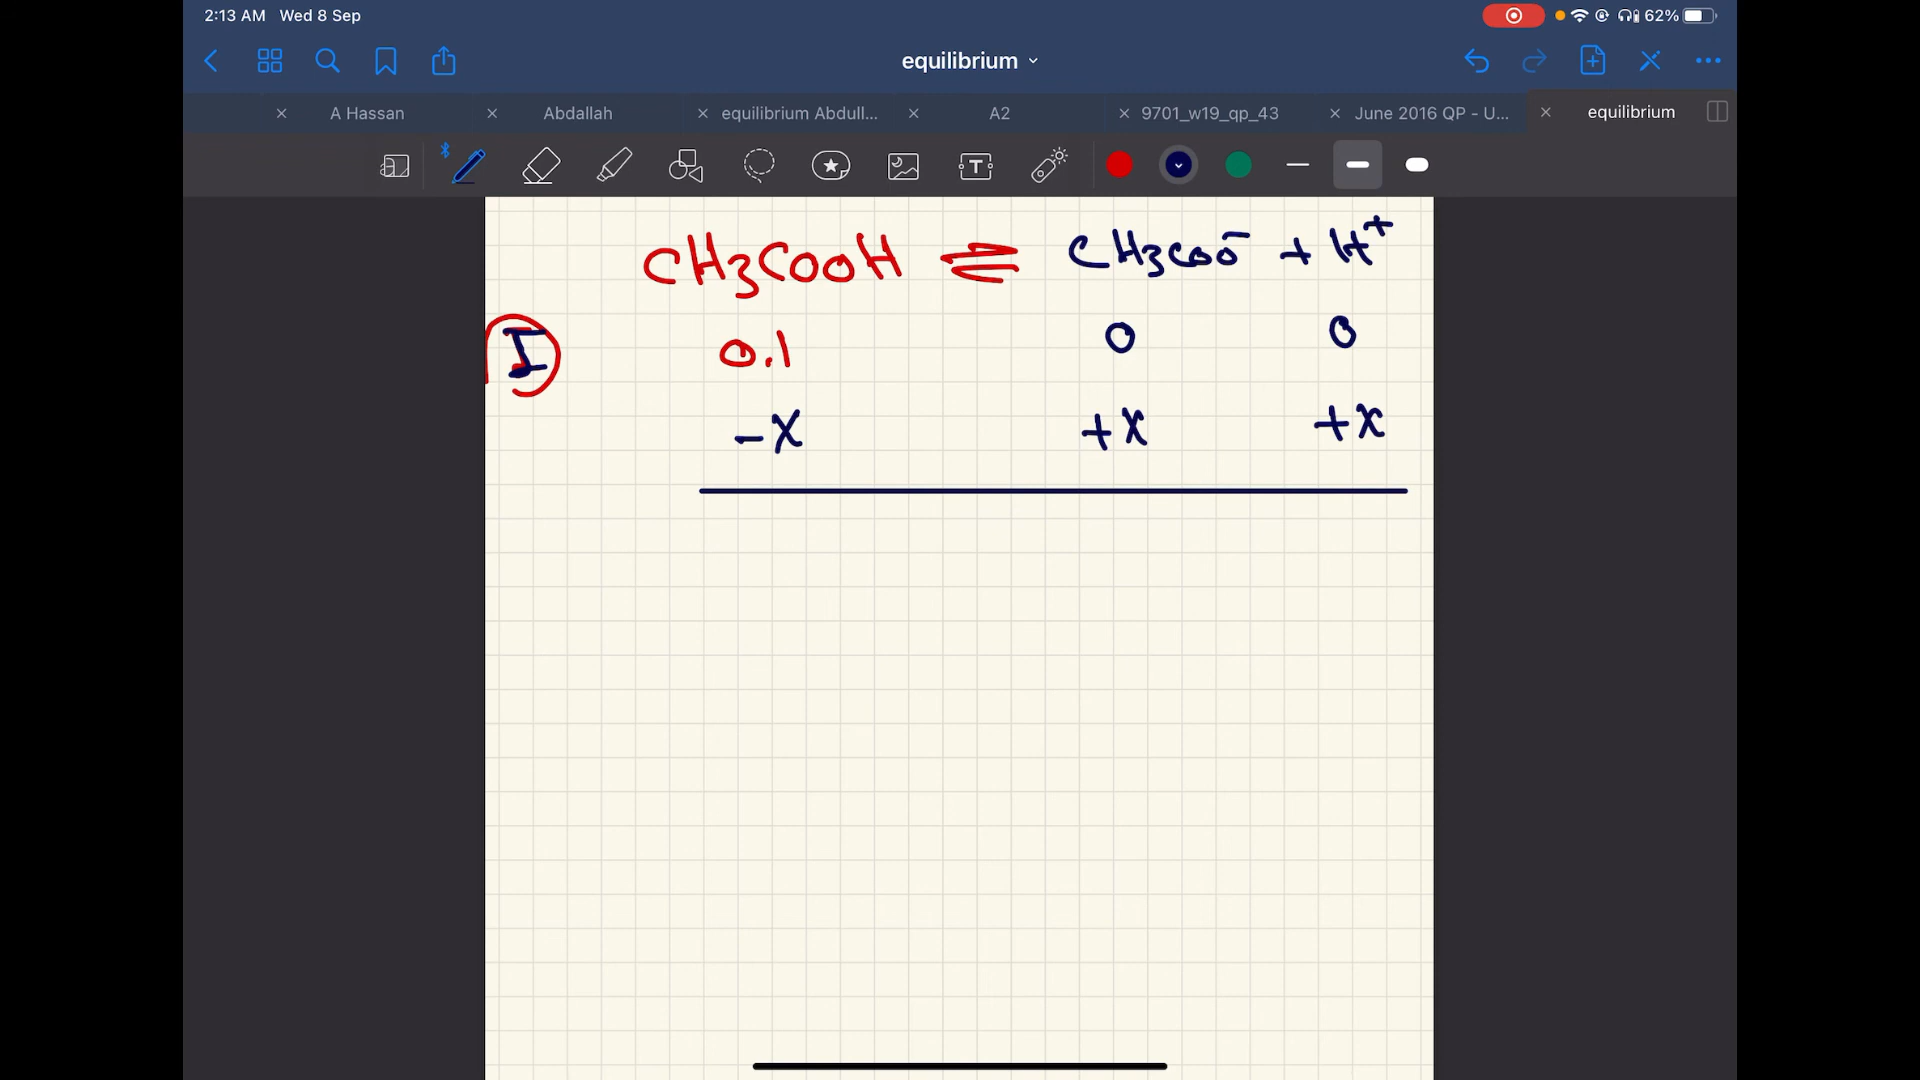 2:13 AM Wed 8 Sep 62%
equilibrium
A Hassan Abdallah equilibrium Abdull... A2 9701_w19_qp_43 June 2016 QP - U... equilibrium
CH3COOH ⇌ CH3COO⁻ + H⁺
I 0.1 0 0
-x +x +x